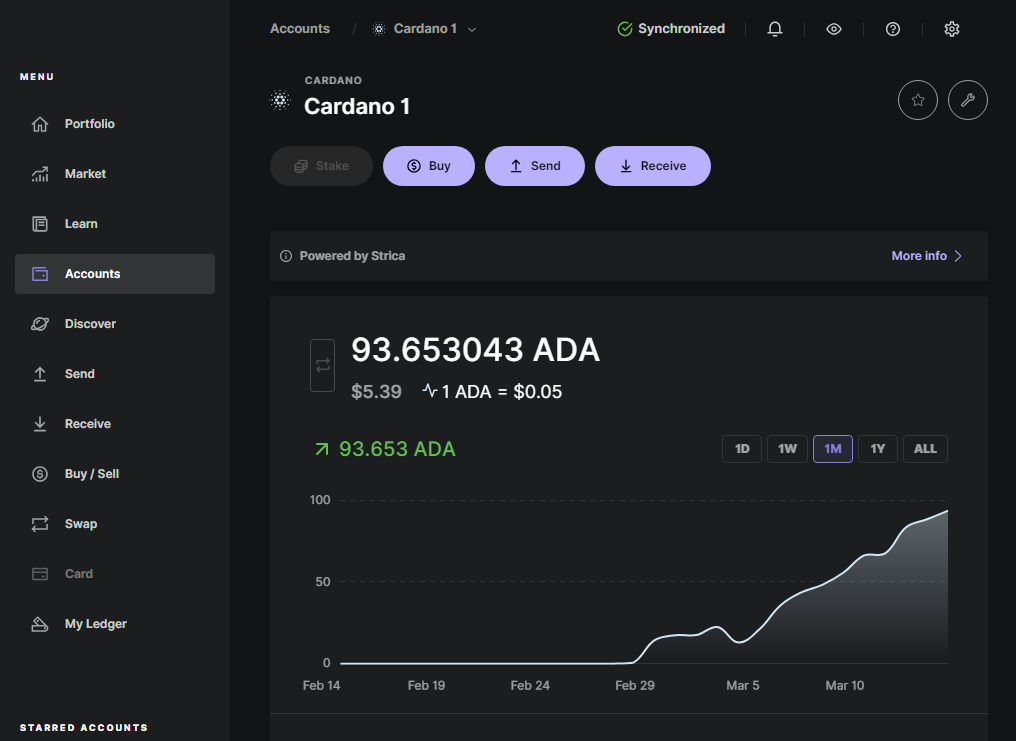 Accounts / Cardano 1
Synchronized
MENU
Portfolio
Market
Learn
Accounts
Discover
Send
Receive
Buy / Sell
Swap
Card
My Ledger
STARRED ACCOUNTS
CARDANO
Cardano 1
Stake
Buy
Send
Receive
Powered by Strica
More info
93.653043 ADA
$5.39
1 ADA = $0.05
93.653 ADA
1D 1W 1M 1Y ALL
100
50
0
Feb 14 Feb 19 Feb 24 Feb 29 Mar 5 Mar 10